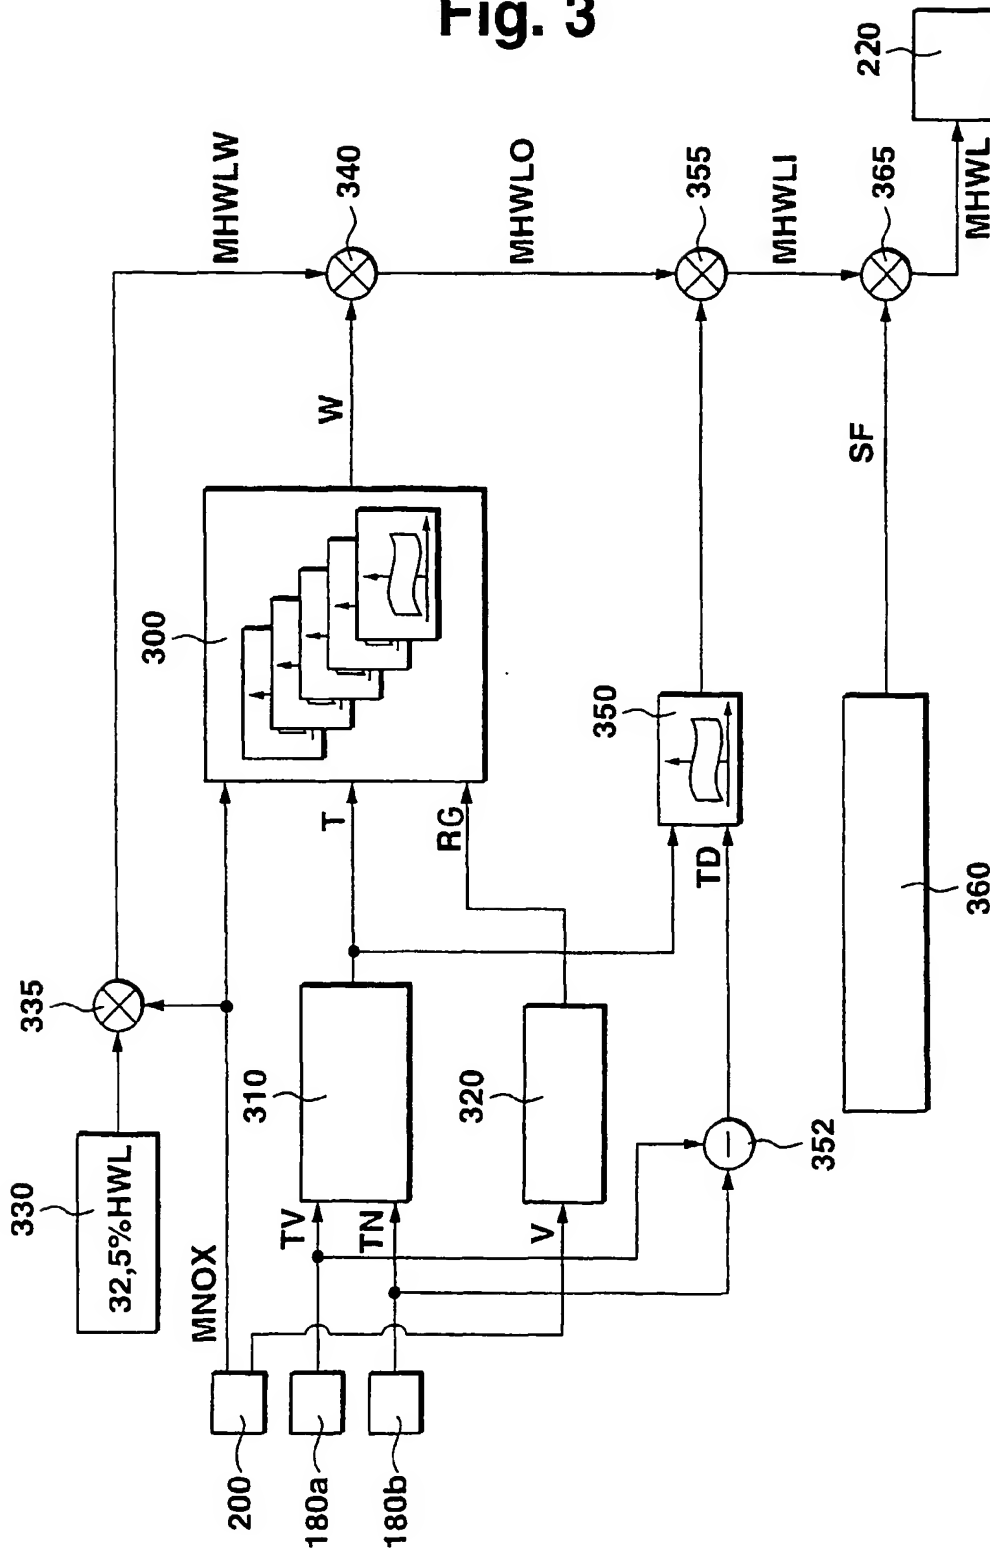 Fig. 3
330
32,5%HWL
335
MHWLW
MNOX
200
180a
180b
TV
TN
V
310
320
T
RG
300
W
340
MHWLO
352
TD
350
355
MHWLI
360
SF
365
MHWL
220